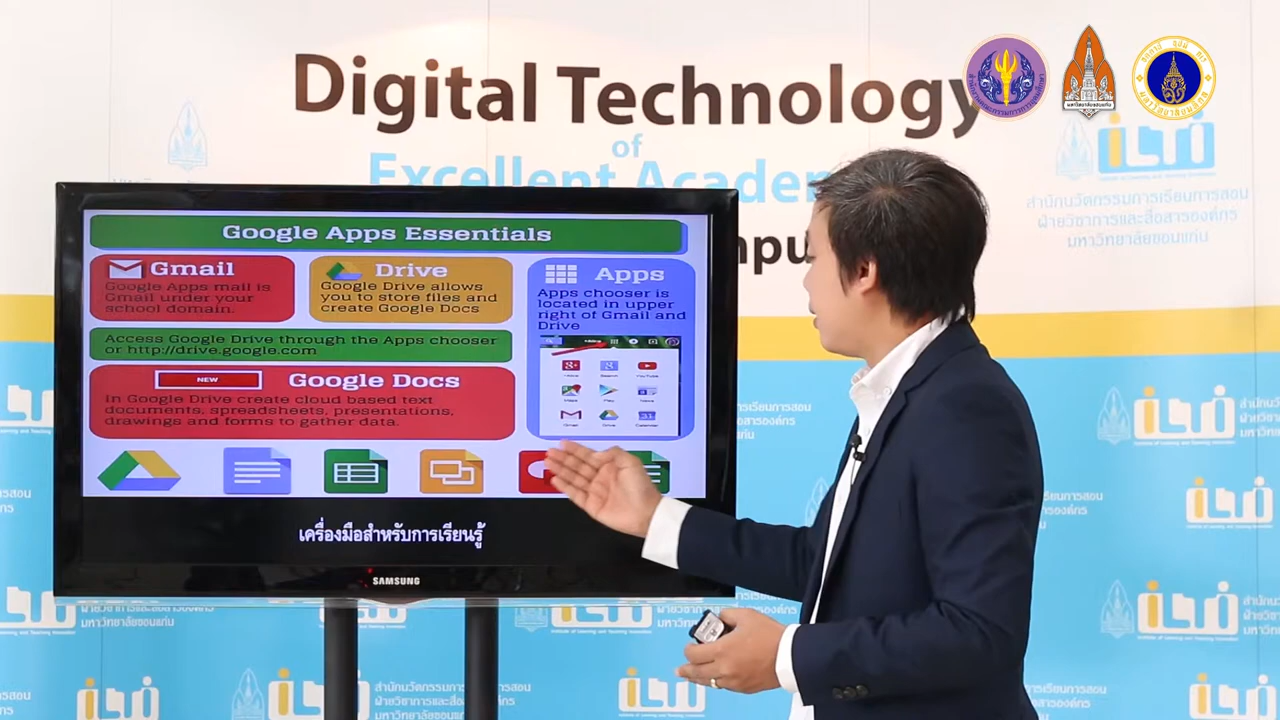 Digital Technology
of
Excellent
สำนักนวัตกรรมการเรียนการสอน
ฝ่ายวิชาการและสื่อสารองค์กร
มหาวิทยาลัยขอนแก่น
Google Apps Essentials
Gmail
Google Apps mail is
Gmail under your
school domain.
Drive
Google Drive allows
you to store files and
create Google Docs
Apps
Apps chooser is
located in upper
right of Gmail and
Drive
Access Google Drive through the Apps chooser
or http://drive.google.com
NEW
Google Docs
In Google Drive create cloud based text
documents, spreadsheets, presentations,
drawings and forms to gather data.
Search
YouTube
Maps
Play
News
Gmail
Drive
Calendar
เครื่องมือสำหรับการเรียนรู้
SAMSUNG